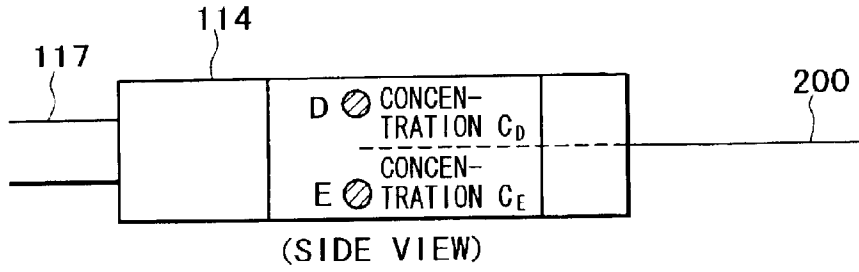 114
117
200
D CONCEN-
TRATION C_D
CONCEN-
E TRATION C_E
(SIDE VIEW)